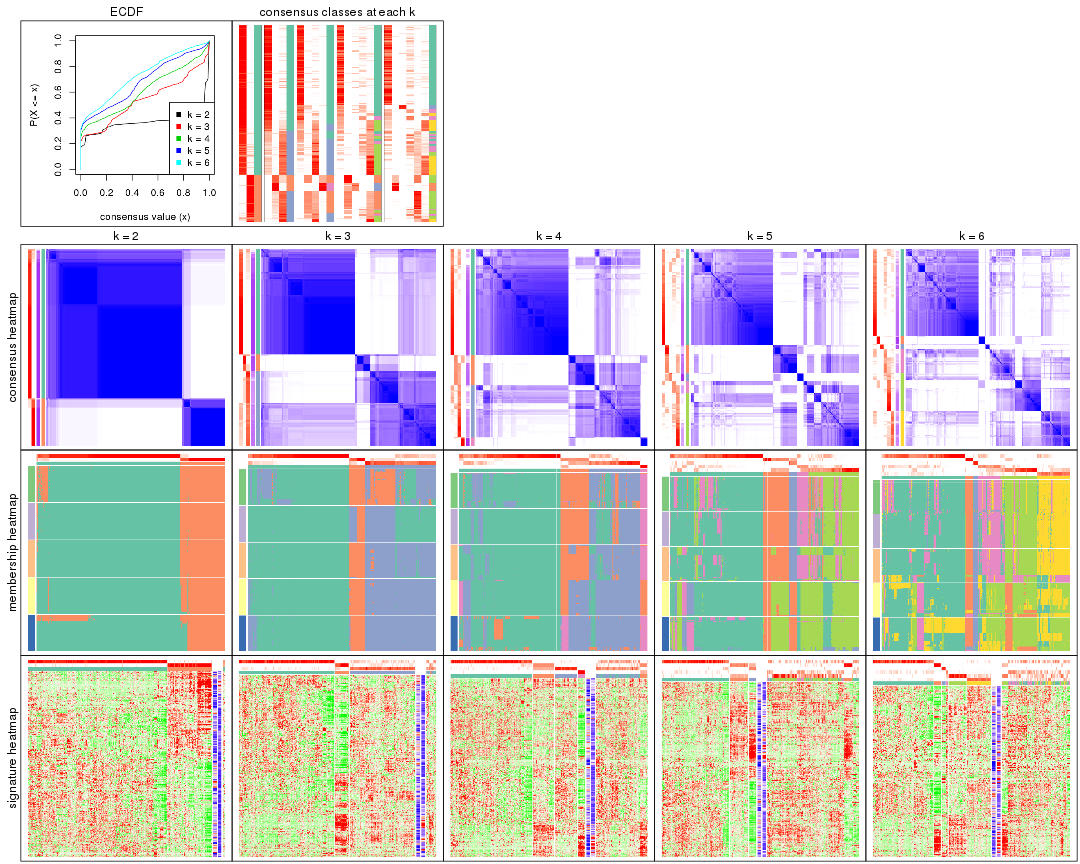 ECDF
consensus classes at each k
P(X <= x)
1.0
0.8
0.6
0.4
0.2
0.0
k = 2
k = 3
k = 4
k = 5
k = 6
0.0 0.2 0.4 0.6 0.8 1.0
consensus value (x)
k = 2 k = 3 k = 4 k = 5 k = 6
consensus heatmap
membership heatmap
signature heatmap